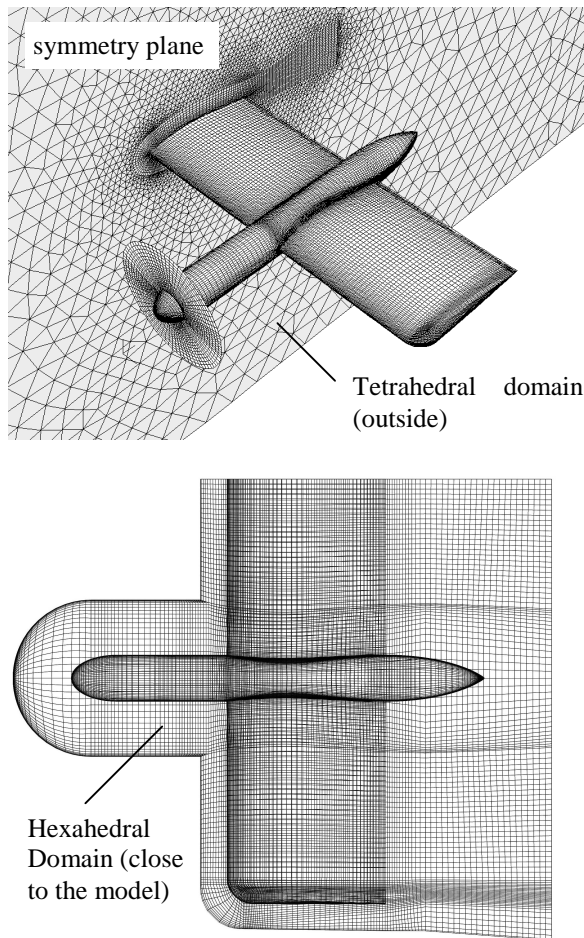 symmetry plane
Tetrahedral domain
(outside)
Hexahedral
Domain (close
to the model)